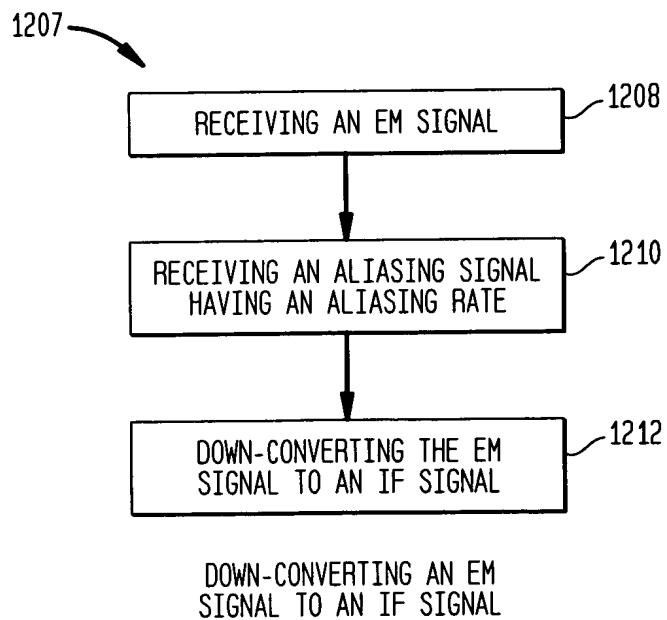 1207
RECEIVING AN EM SIGNAL
1208
RECEIVING AN ALIASING SIGNAL
HAVING AN ALIASING RATE
1210
DOWN-CONVERTING THE EM
SIGNAL TO AN IF SIGNAL
1212
DOWN-CONVERTING AN EM
SIGNAL TO AN IF SIGNAL